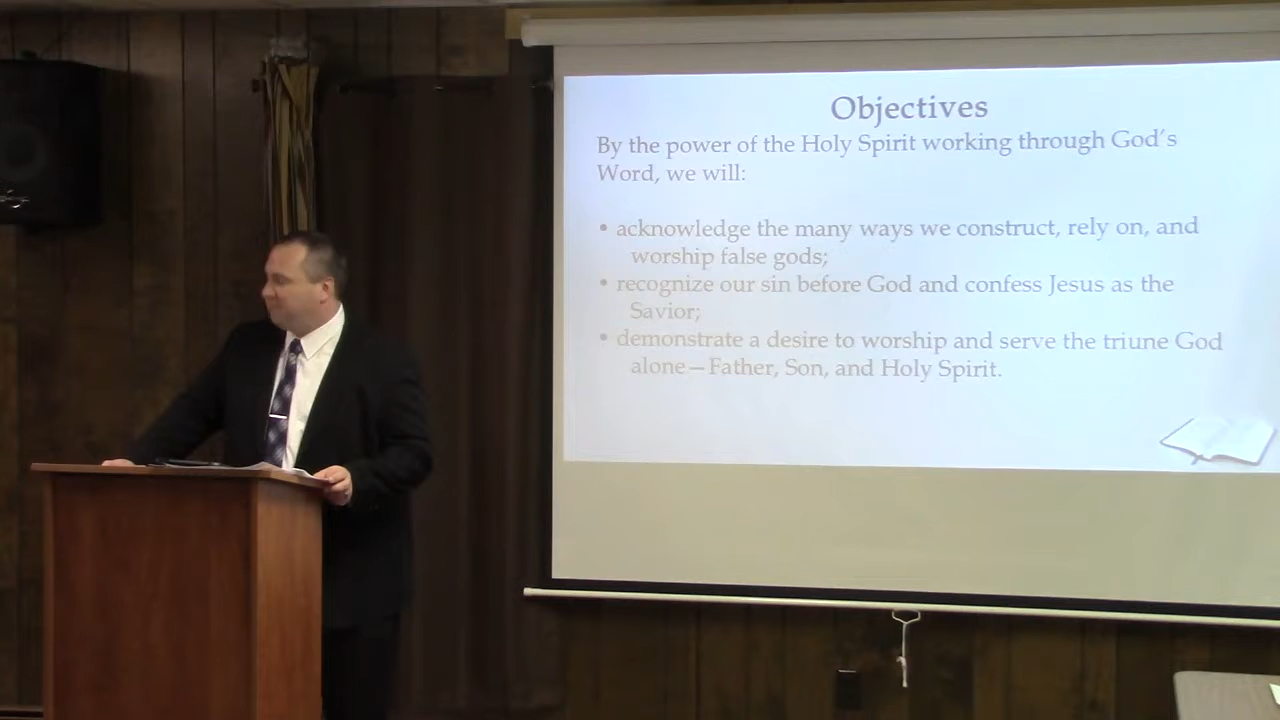 Objectives
By the power of the Holy Spirit working through God's
Word, we will:
• acknowledge the many ways we construct, rely on, and
worship false gods;
• recognize our sin before God and confess Jesus as the
Savior;
• demonstrate a desire to worship and serve the triune God
alone—Father, Son, and Holy Spirit.